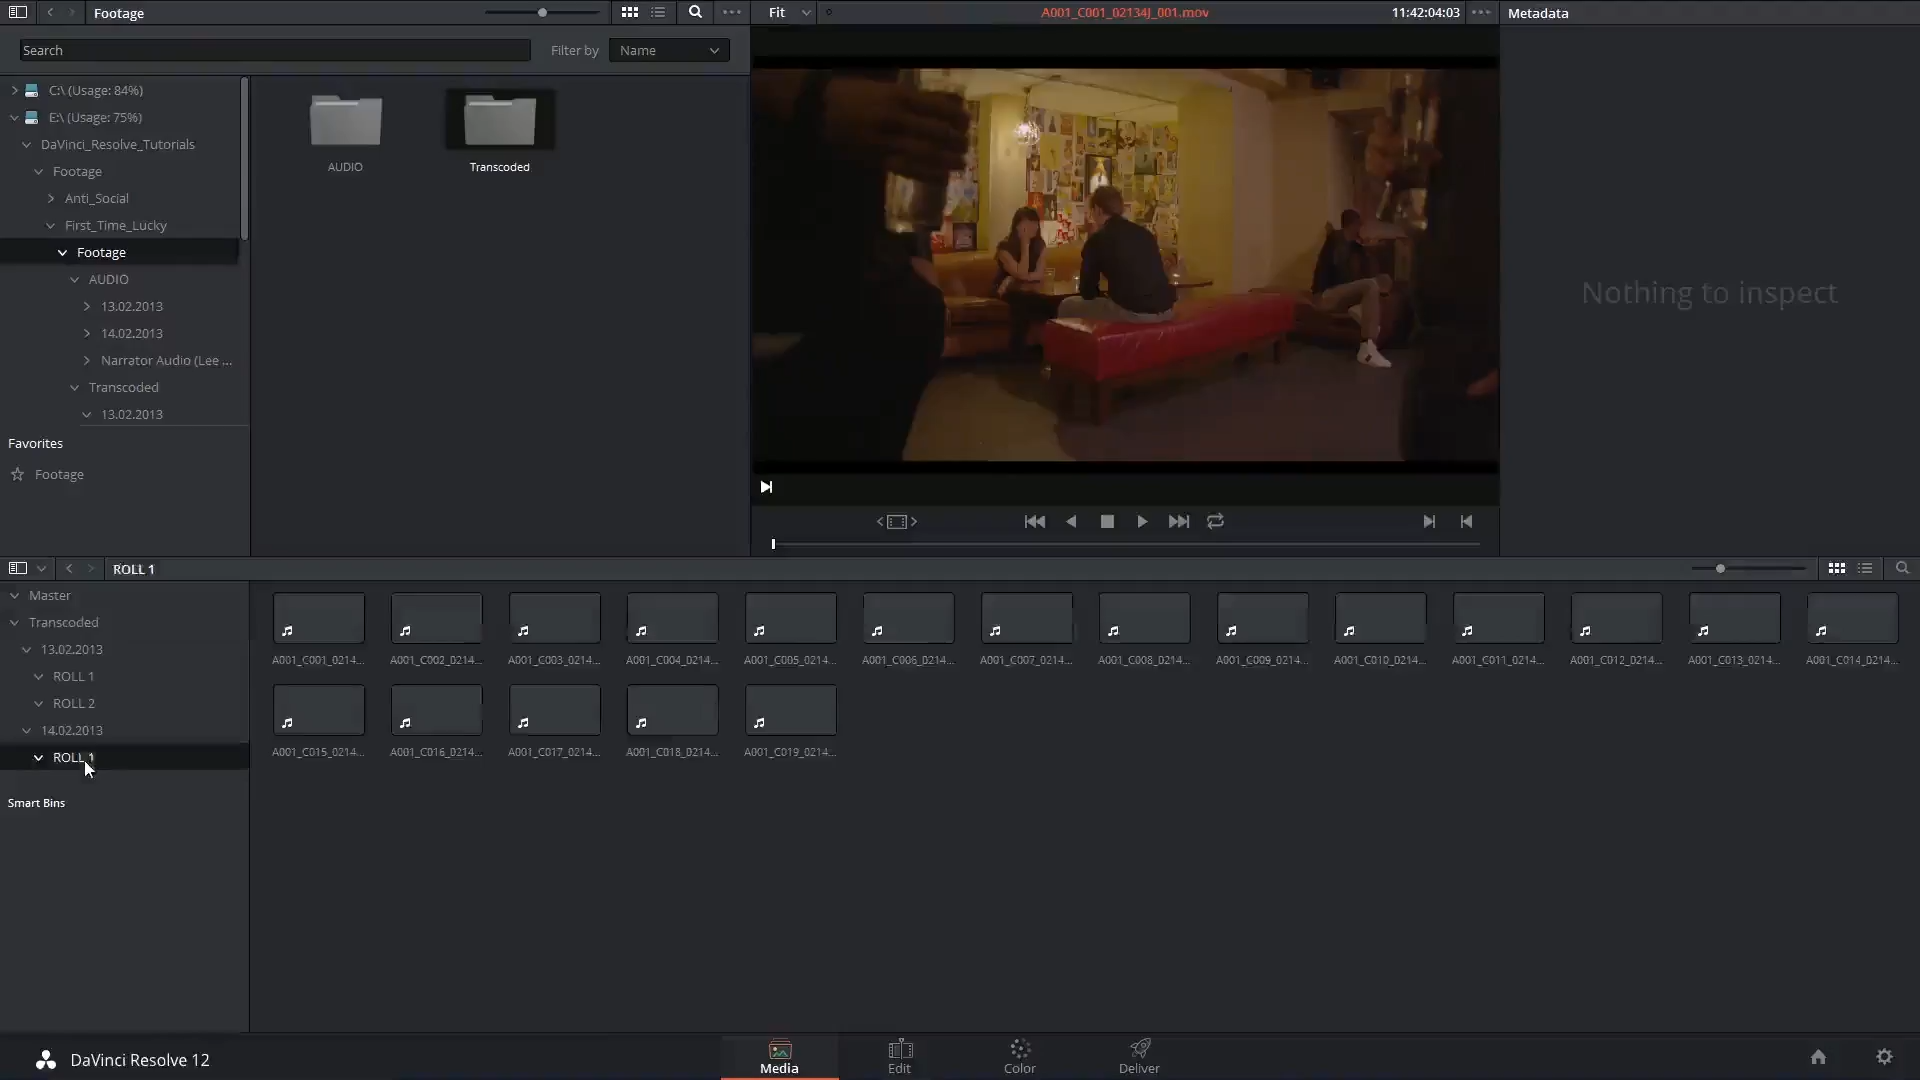 Footage
Fit
A001_C001_02134J_001.mov
11:42:04:03
Metadata
Search
Filter by
Name
C:\ (Usage: 84%)
E:\ (Usage: 75%)
DaVinci_Resolve_Tutorials
Footage
Anti_Social
First_Time_Lucky
Footage
AUDIO
13.02.2013
14.02.2013
Narrator Audio (Lee ...
Transcoded
13.02.2013
Favorites
Footage
AUDIO
Transcoded
Nothing to inspect
ROLL 1
Master
Transcoded
13.02.2013
ROLL 1
ROLL 2
14.02.2013
ROLL 1
Smart Bins
A001_C001_0214...
A001_C002_0214...
A001_C003_0214...
A001_C004_0214...
A001_C005_0214...
A001_C006_0214...
A001_C007_0214...
A001_C008_0214...
A001_C009_0214...
A001_C010_0214...
A001_C011_0214...
A001_C012_0214...
A001_C013_0214...
A001_C014_0214...
A001_C015_0214...
A001_C016_0214...
A001_C017_0214...
A001_C018_0214...
A001_C019_0214...
DaVinci Resolve 12
Media
Edit
Color
Deliver